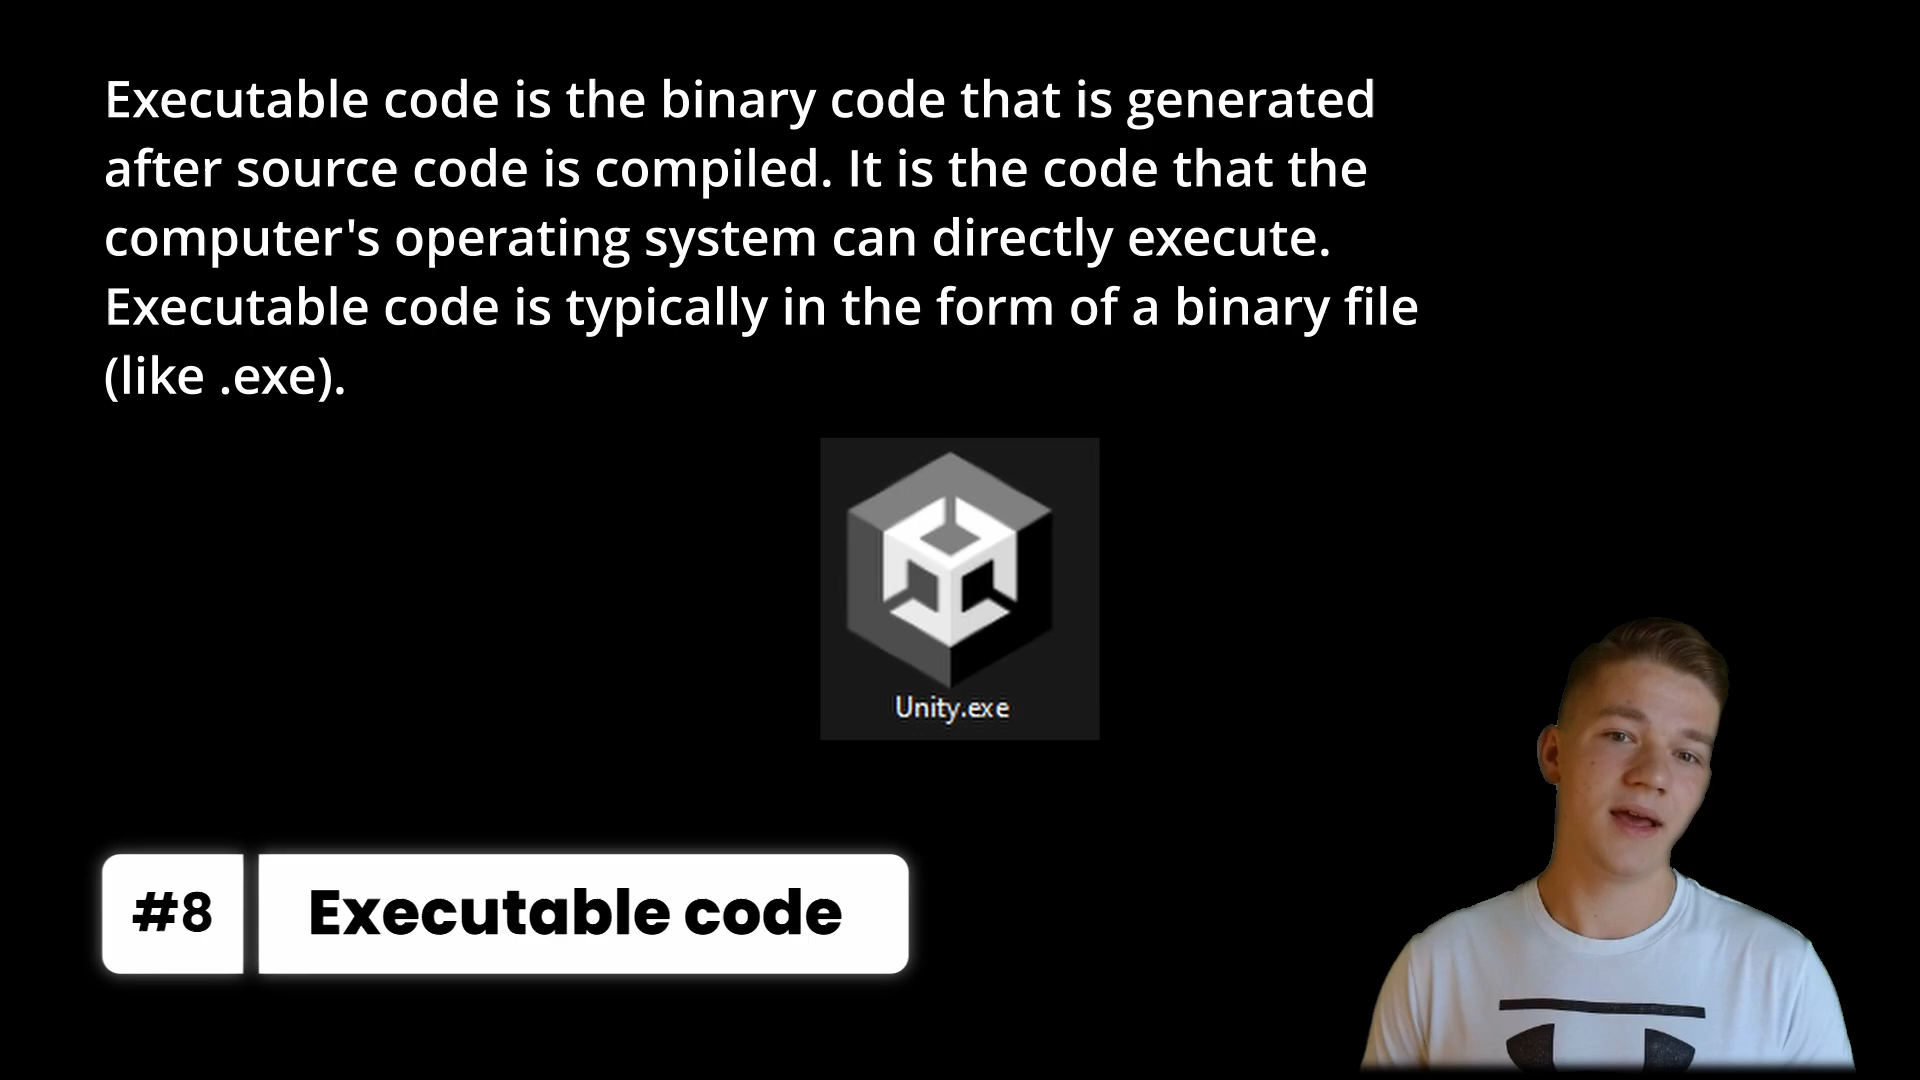 Executable code is the binary code that is generated
after source code is compiled. It is the code that the
computer's operating system can directly execute.
Executable code is typically in the form of a binary file
(like .exe).
Unity.exe
#8 Executable code